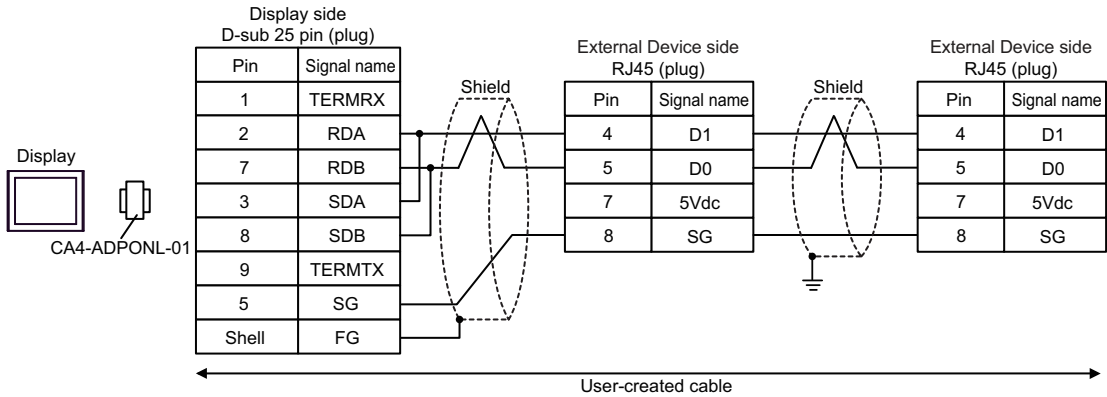 Display side
D-sub 25 pin (plug)
Pin Signal name
1 TERMRX
2 RDA
7 RDB
3 SDA
8 SDB
9 TERMTX
5 SG
Shell FG
Display
CA4-ADPONL-01
Shield
External Device side
RJ45 (plug)
Pin Signal name
4 D1
5 D0
7 5Vdc
8 SG
Shield
External Device side
RJ45 (plug)
Pin Signal name
4 D1
5 D0
7 5Vdc
8 SG
User-created cable